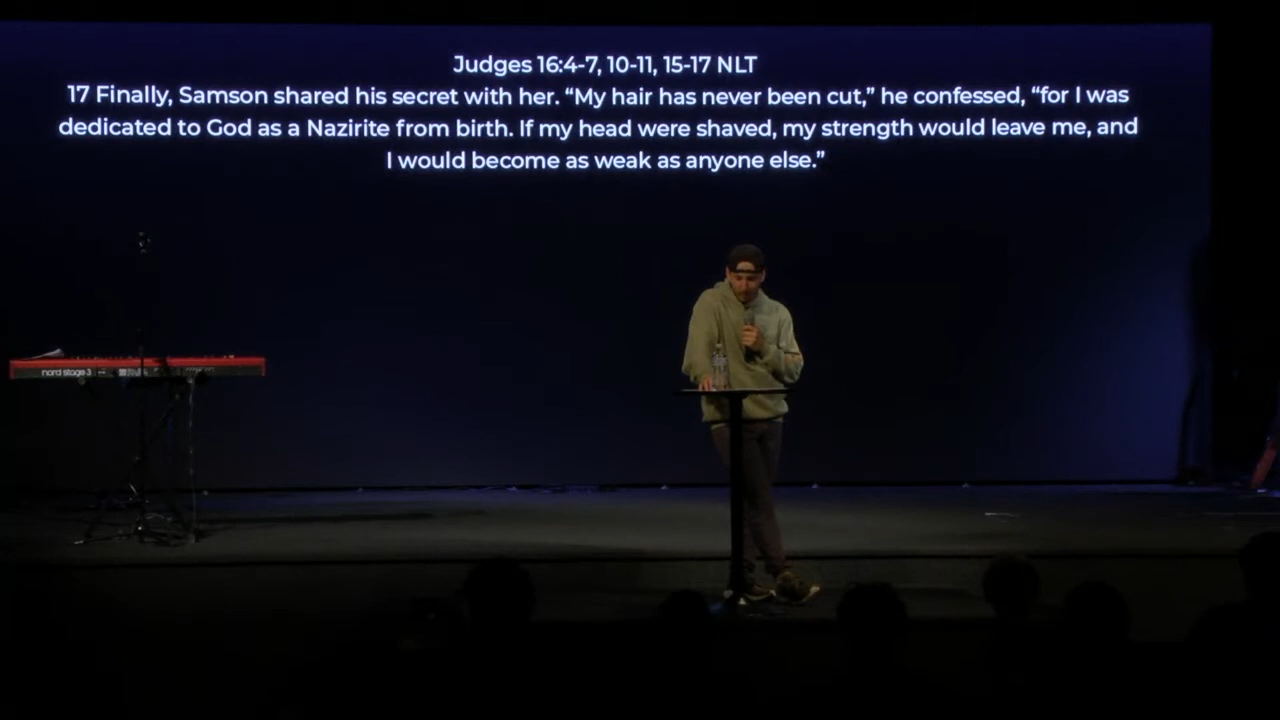 Judges 16:4-7, 10-11, 15-17 NLT
17 Finally, Samson shared his secret with her. “My hair has never been cut,” he confessed, “for I was
dedicated to God as a Nazirite from birth. If my head were shaved, my strength would leave me, and
I would become as weak as anyone else.”
nord stage 3